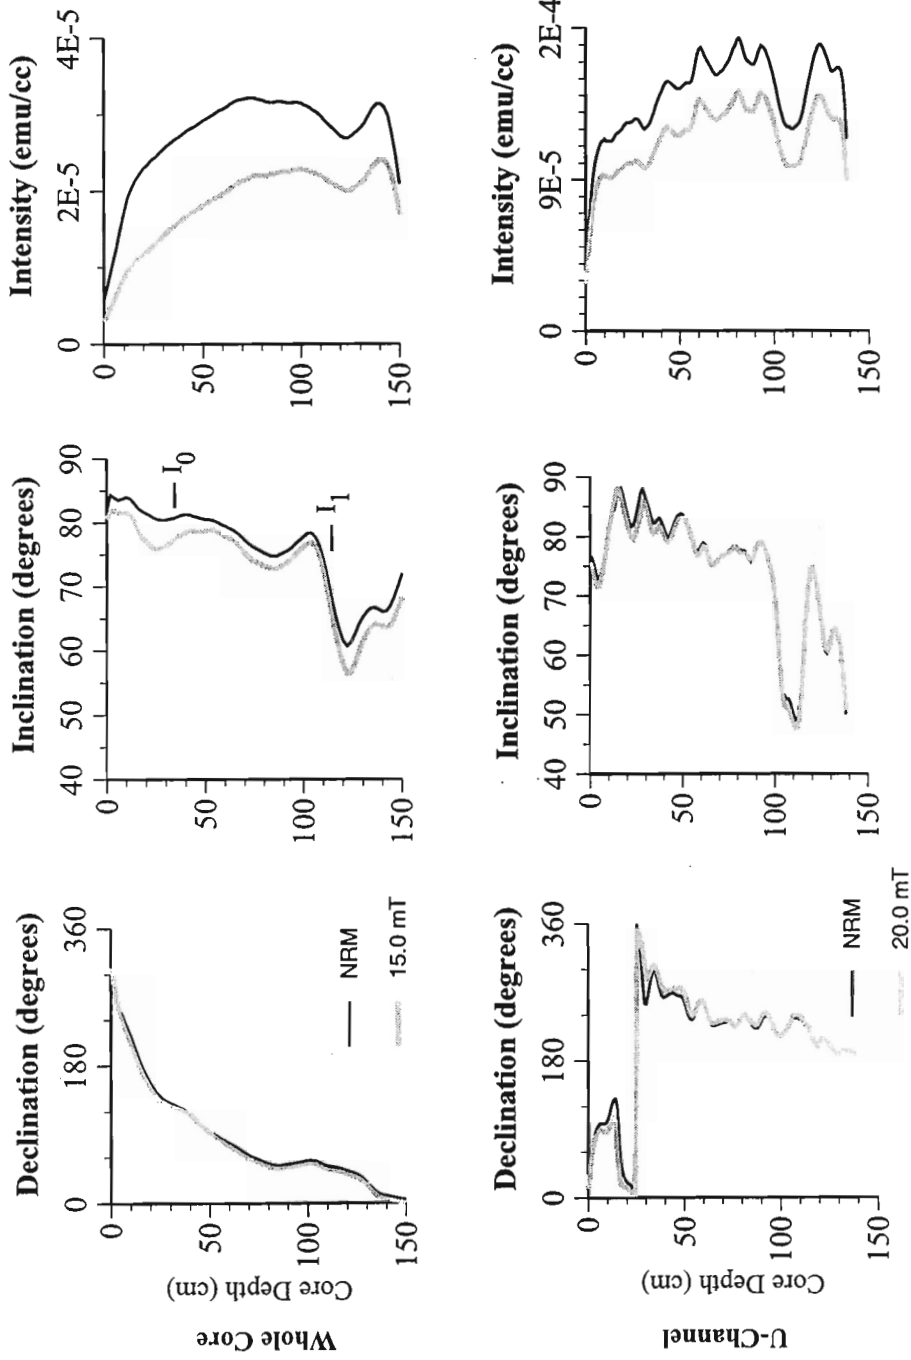 Whole Core
Core Depth (cm)
Declination (degrees)
0 180 360
0
50
100
150
NRM
15.0 mT
Inclination (degrees)
40 50 60 70 80 90
0
50
100
150
I0
I1
Intensity (emu/cc)
0 2E-5 4E-5
0
50
100
150
U-Channel
Core Depth (cm)
Declination (degrees)
0 180 360
0
50
100
150
NRM
20.0 mT
Inclination (degrees)
40 50 60 70 80 90
0
50
100
150
Intensity (emu/cc)
0 9E-5 2E-4
0
50
100
150